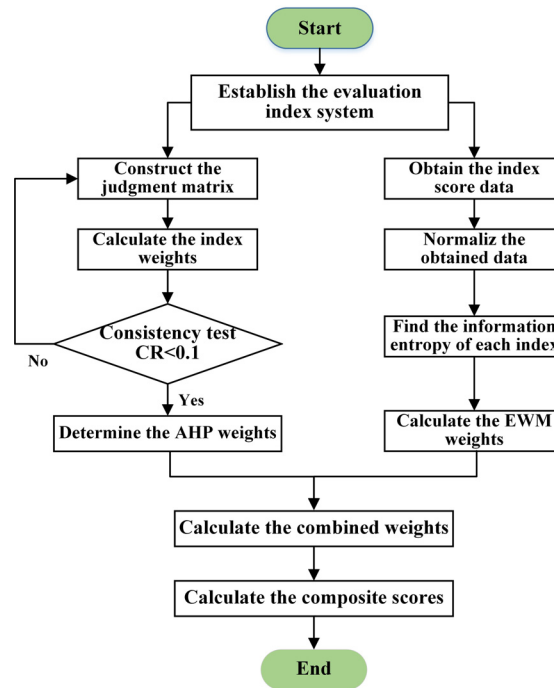 Start
Establish the evaluation
index system
Construct the
judgment matrix
Obtain the index
score data
Calculate the index
weights
Normaliz the
obtained data
Consistency test
CR<0.1
No
Yes
Find the information
entropy of each index
Determine the AHP weights
Calculate the EWM
weights
Calculate the combined weights
Calculate the composite scores
End